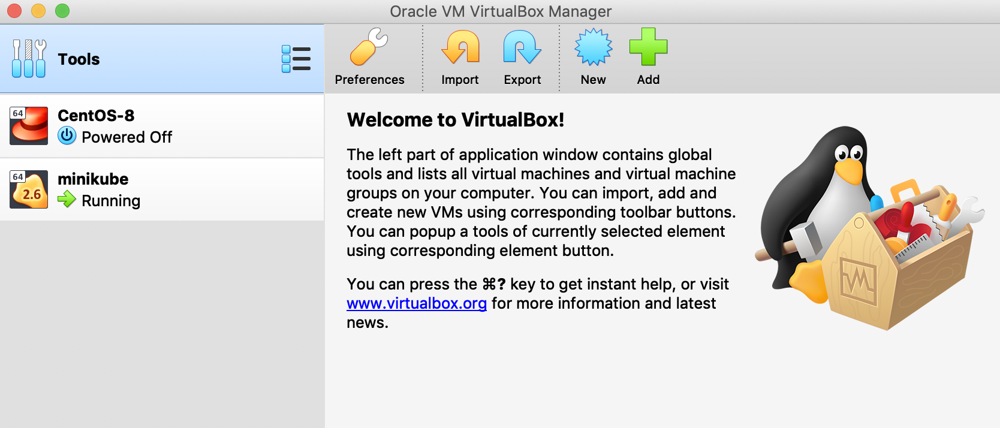 Oracle VM VirtualBox Manager
Tools
Preferences
Import
Export
New
Add
64
CentOS-8
Powered Off
64
2.6
minikube
Running
Welcome to VirtualBox!
The left part of application window contains global
tools and lists all virtual machines and virtual machine
groups on your computer. You can import, add and
create new VMs using corresponding toolbar buttons.
You can popup a tools of currently selected element
using corresponding element button.
You can press the ⌘? key to get instant help, or visit
www.virtualbox.org for more information and latest
news.